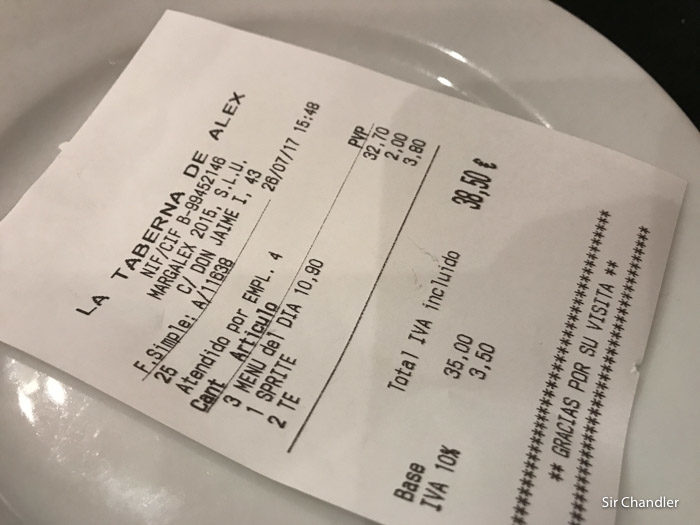 LA TABERNA DE ALEX
NIF/CIF B-99452146
MARGALEX 2015, S.L.U.
C/ DON JAIME I, 43
F.Simple: A/11638 26/07/17 15:48
25
Atendido por EMPL. 4
Cant Articulo PVP
3 MENU del DIA 10,90 32,70
1 SPRITE 2,00
2 TE 3,80
Total IVA incluido 38,50 €
Base 35,00
IVA 10% 3,50
*********************************
** GRACIAS POR SU VISITA **
*********************************
Sir Chandler